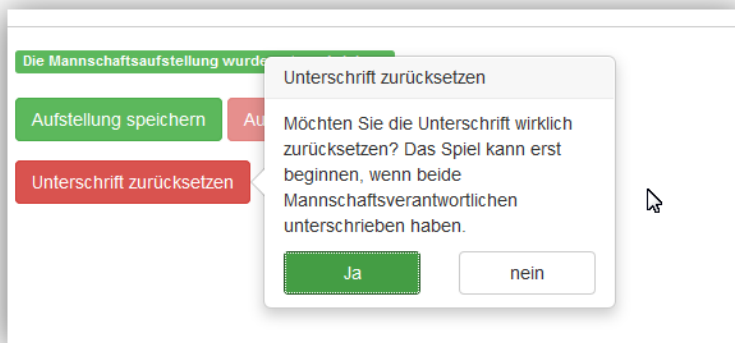 Die Mannschaftsaufstellung wurde
Unterschrift zurücksetzen
Aufstellung speichern
Möchten Sie die Unterschrift wirklich
zurücksetzen? Das Spiel kann erst
beginnen, wenn beide
Mannschaftsverantwortlichen
unterschrieben haben.
Unterschrift zurücksetzen
Ja
nein